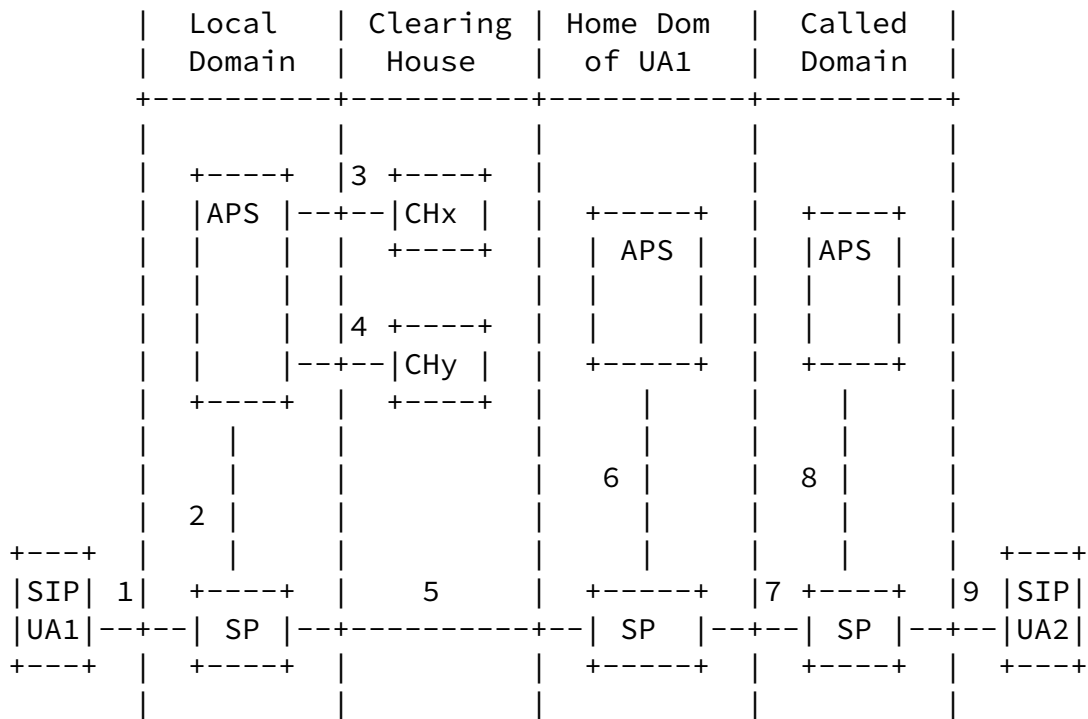 Local Clearing Home Dom Called
Domain House of UA1 Domain
3
APS CHx
APS APS
4
CHy
6 8
2
SIP 1 5 7 9 SIP
UA1 SP SP SP UA2